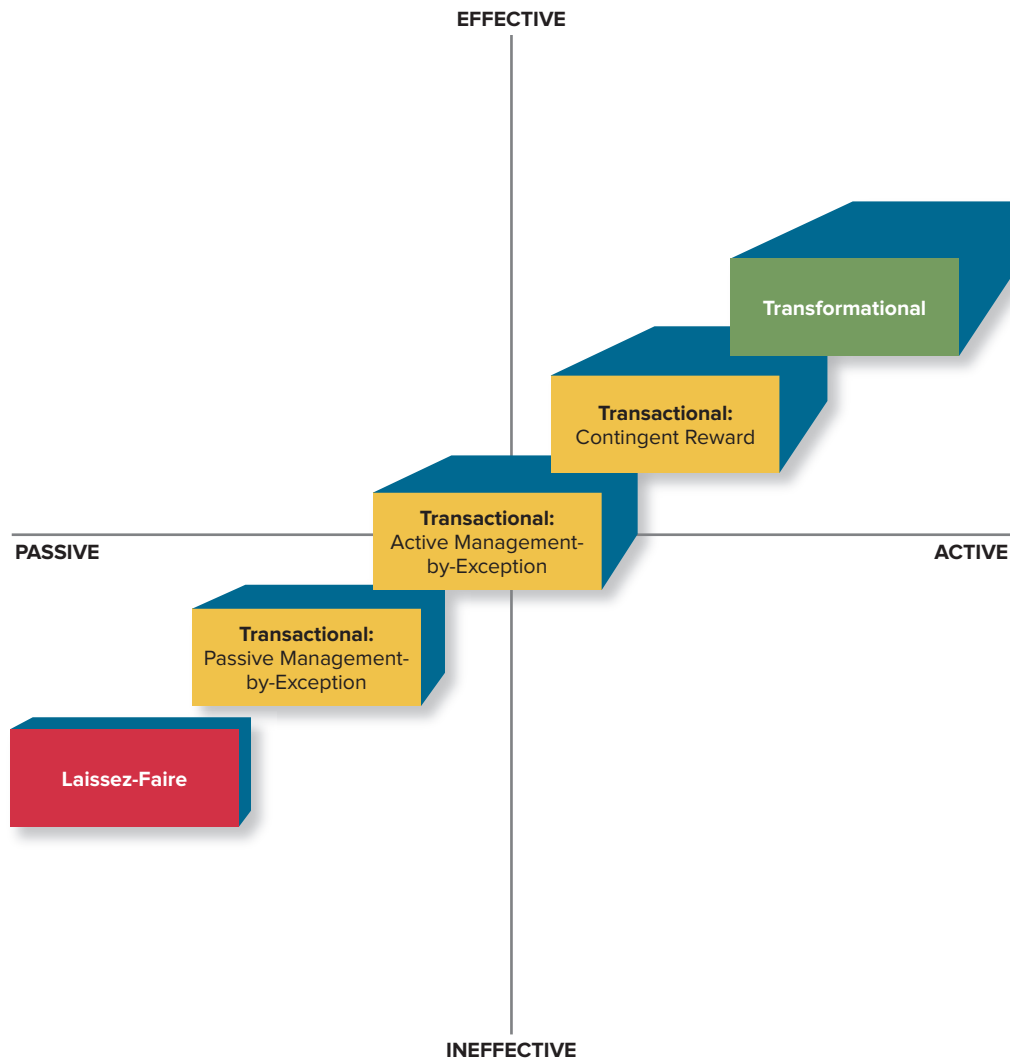 EFFECTIVE
Transformational
Transactional:
Contingent Reward
Transactional:
Active Management-
by-Exception
PASSIVE
ACTIVE
Transactional:
Passive Management-
by-Exception
Laissez-Faire
INEFFECTIVE